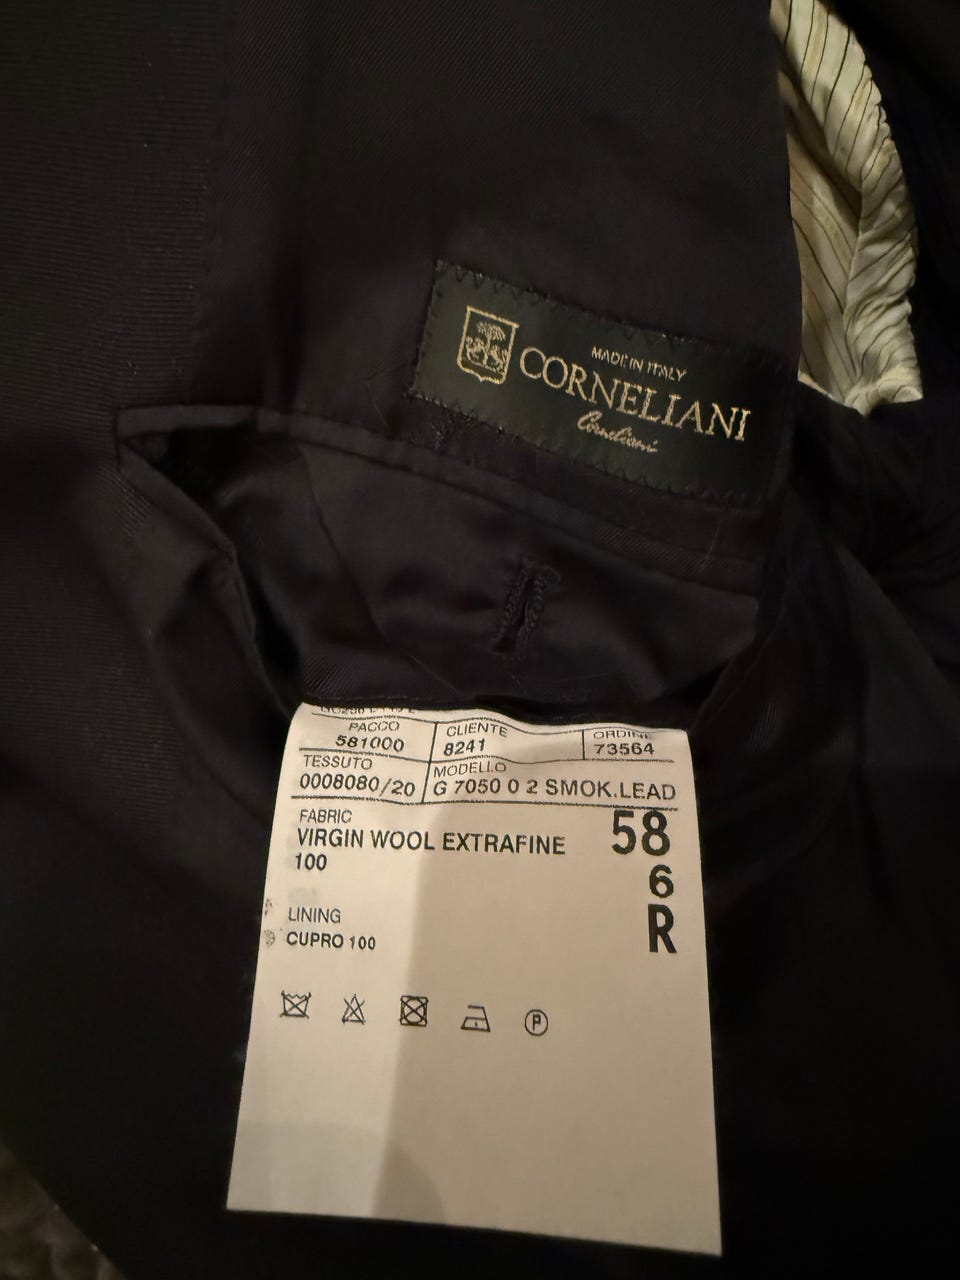 MADE IN ITALY
CORNELIANI
Corneliani
PACCO
581000
CLIENTE
8241
ORDINE
73564
TESSUTO
0008080/20
MODELLO
G 7050 0 2 SMOK.LEAD
FABRIC
VIRGIN WOOL EXTRAFINE
100
58
6
R
LINING
CUPRO 100
P